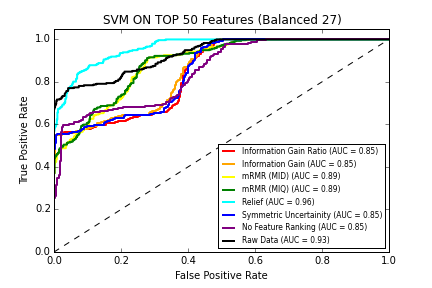 SVM ON TOP 50 Features (Balanced 27)
True Positive Rate
1.0
0.8
0.6
0.4
0.2
0.0
Information Gain Ratio (AUC = 0.85)
Information Gain (AUC = 0.85)
mRMR (MID) (AUC = 0.89)
mRMR (MIQ) (AUC = 0.89)
Relief (AUC = 0.96)
Symmetric Uncertainity (AUC = 0.85)
No Feature Ranking (AUC = 0.85)
Raw Data (AUC = 0.93)
0.0 0.2 0.4 0.6 0.8 1.0
False Positive Rate